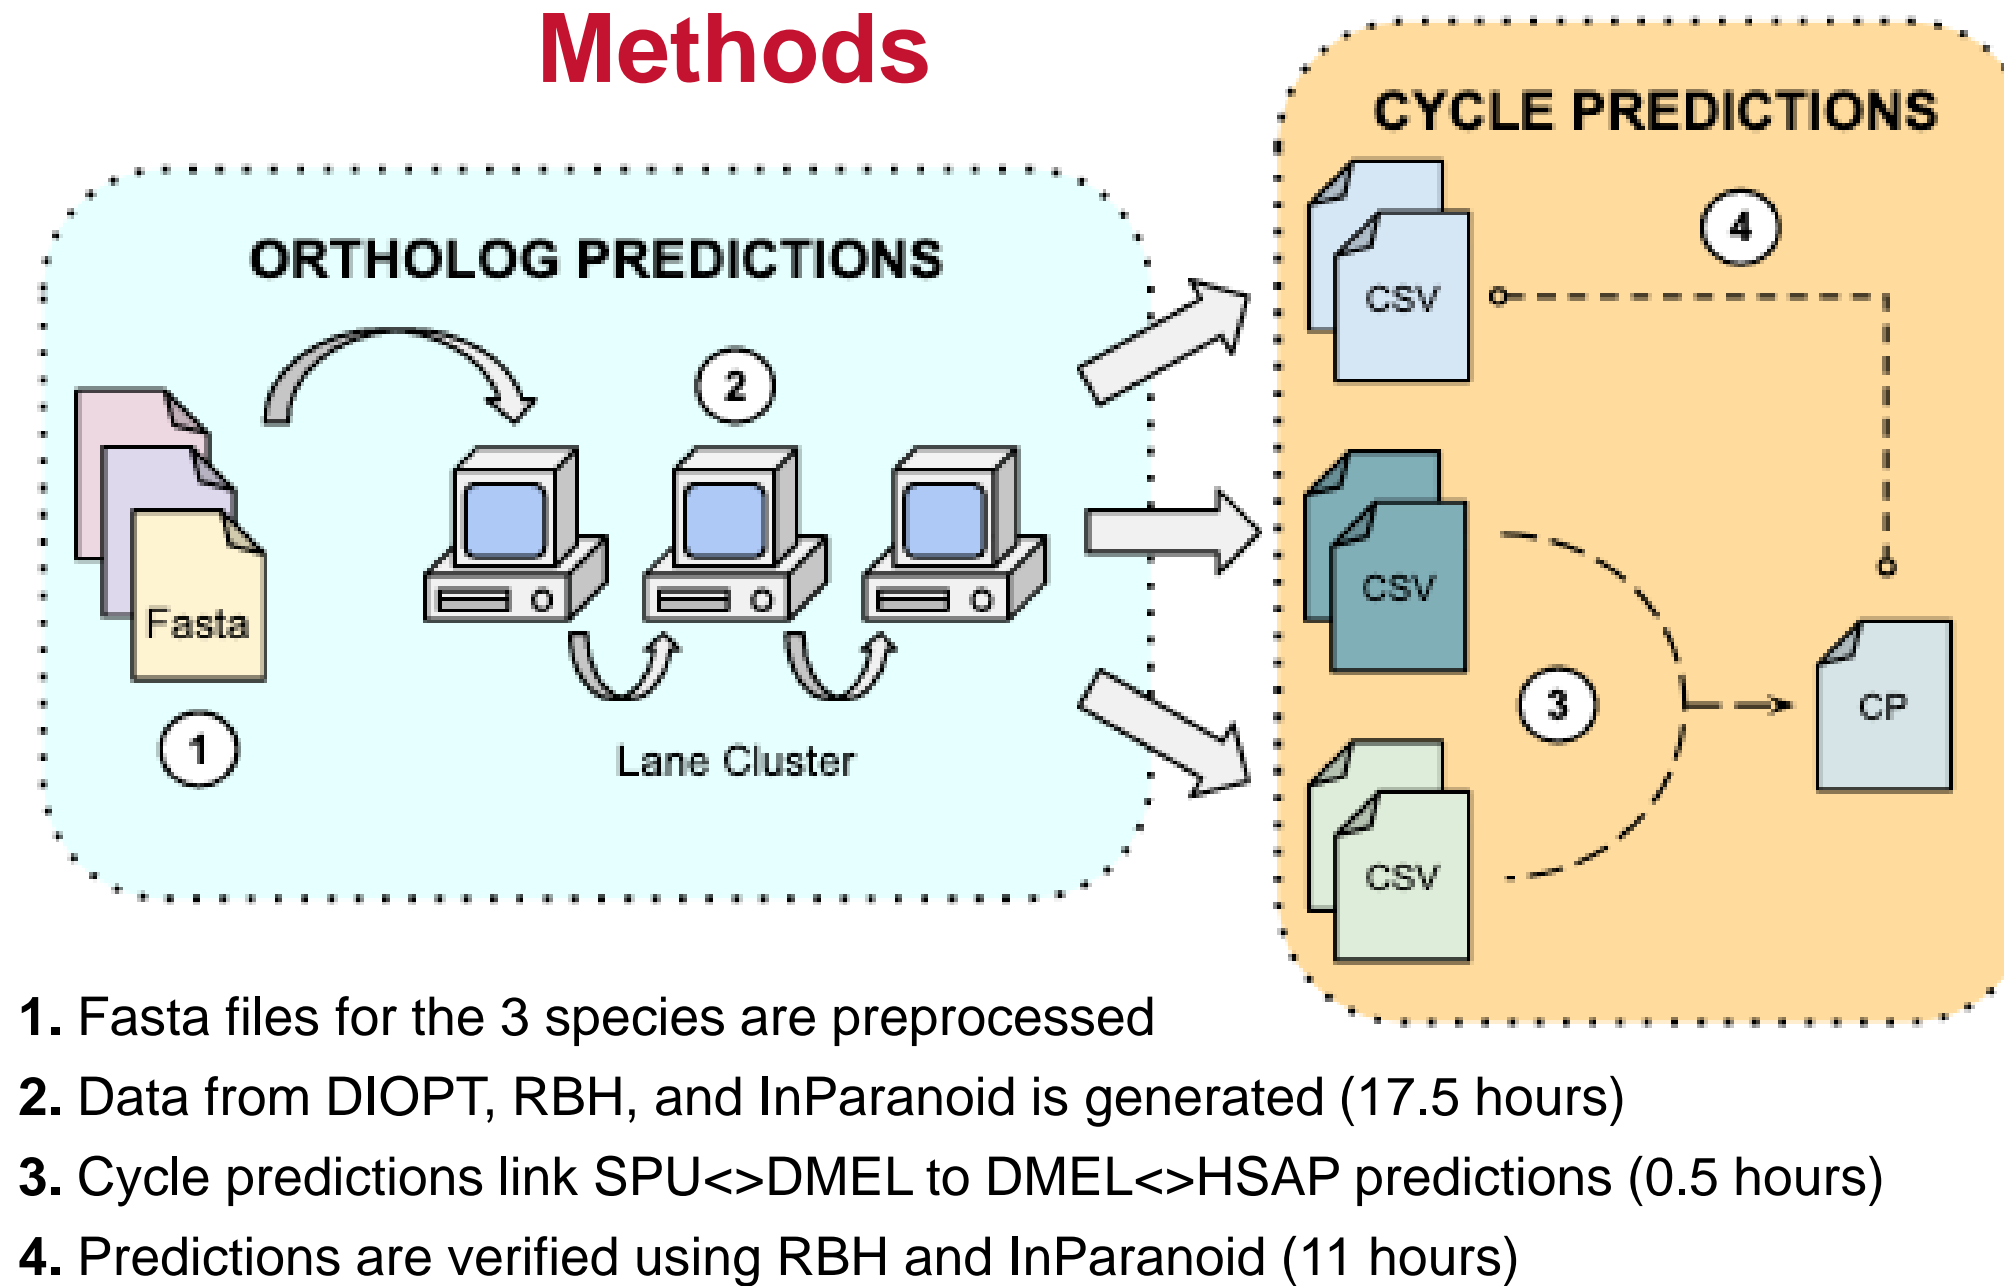 Methods
ORTHOLOG PREDICTIONS
Fasta
1
2
Lane Cluster
CYCLE PREDICTIONS
CSV
4
CSV
3
CP
CSV
1. Fasta files for the 3 species are preprocessed
2. Data from DIOPT, RBH, and InParanoid is generated (17.5 hours)
3. Cycle predictions link SPU<>DMEL to DMEL<>HSAP predictions (0.5 hours)
4. Predictions are verified using RBH and InParanoid (11 hours)